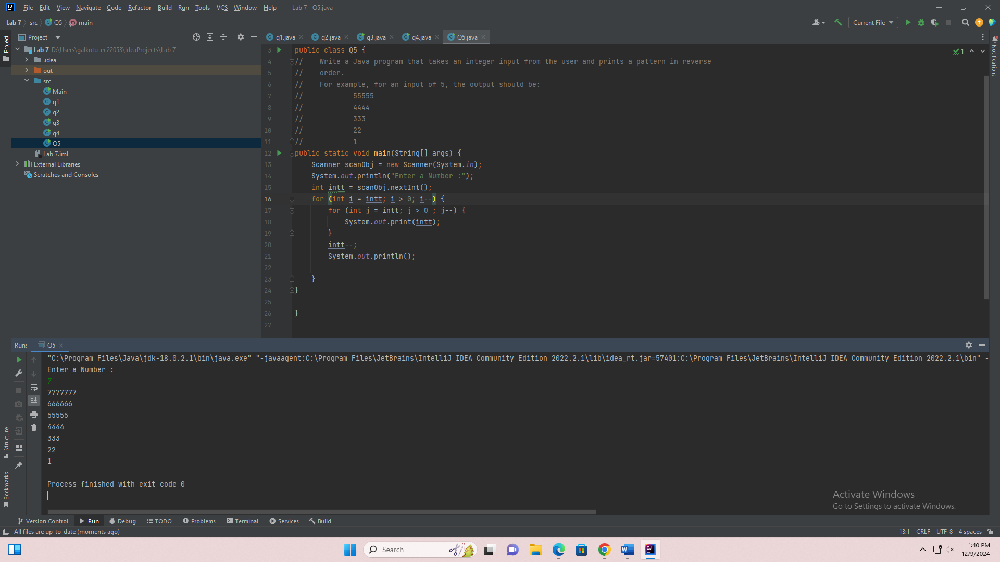 File Edit View Navigate Code Refactor Build Run Tools VCS Window Help Lab 7 - Q5.java
Lab 7 src Q5 main Current File
Project
Lab 7 D:\Users\galkotu-ec22053\IdeaProjects\Lab 7
.idea
out
src
Main
q1
q2
q3
q4
Q5
Lab 7.iml
External Libraries
Scratches and Consoles
Project
Structure
Bookmarks
q1.java q2.java q3.java q4.java Q5.java
1
Notifications
3 public class Q5 {
4 //    Write a Java program that takes an integer input from the user and prints a pattern in reverse
5 //    order.
6 //    For example, for an input of 5, the output should be:
7 //            55555
8 //            4444
9 //            333
10 //            22
11 //            1
12 public static void main(String[] args) {
13     Scanner scanObj = new Scanner(System.in);
14     System.out.println("Enter a Number :");
15     int intt = scanObj.nextInt();
16     for (int i = intt; i > 0; i--) {
17         for (int j = intt; j > 0 ; j--) {
18             System.out.print(intt);
19         }
20         intt--;
21         System.out.println();
22
23     }
24 }
25
26 }
27
Run: Q5
"C:\Program Files\Java\jdk-18.0.2.1\bin\java.exe" "-javaagent:C:\Program Files\JetBrains\IntelliJ IDEA Community Edition 2022.2.1\lib\idea_rt.jar=57401:C:\Program Files\JetBrains\IntelliJ IDEA Community Edition 2022.2.1\bin" -
Enter a Number :
7
7777777
666666
55555
4444
333
22
1
Process finished with exit code 0
Activate Windows
Go to Settings to activate Windows.
Version Control Run Debug TODO Problems Terminal Services Build
All files are up-to-date (moments ago) 13:1 CRLF UTF-8 4 spaces
Search
1:40 PM
12/9/2024